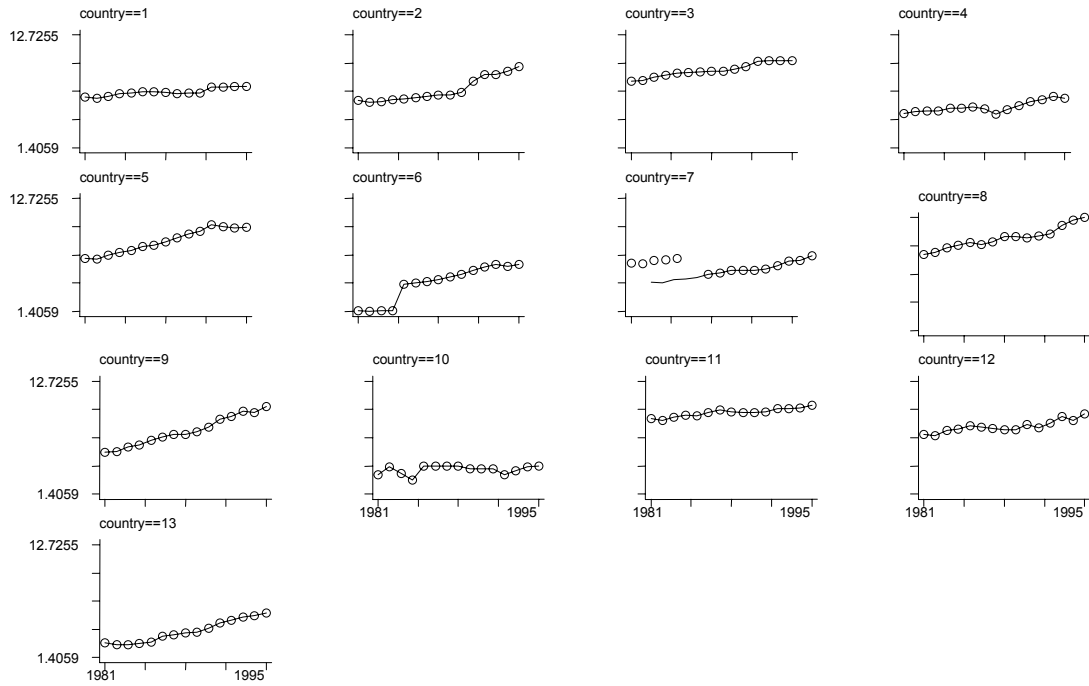 country==1
country==2
country==3
country==4
12.7255
1.4059
country==5
country==6
country==7
country==8
12.7255
1.4059
country==9
country==10
country==11
country==12
12.7255
1.4059
1981
1995
1981
1995
1981
1995
country==13
12.7255
1.4059
1981
1995